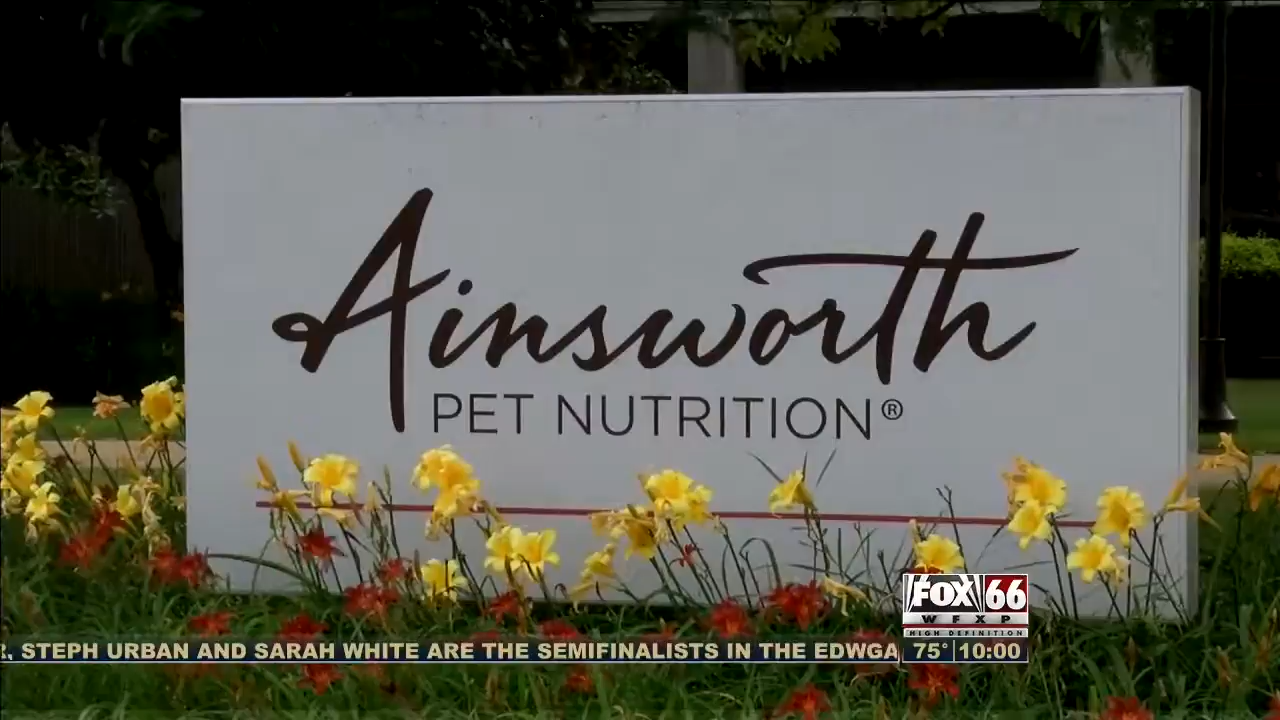 Ainsworth
PET NUTRITION®
FOX 66
WFXP
HIGH DEFINITION
, STEPH URBAN AND SARAH WHITE ARE THE SEMIFINALISTS IN THE EDWGA
75° 10:00